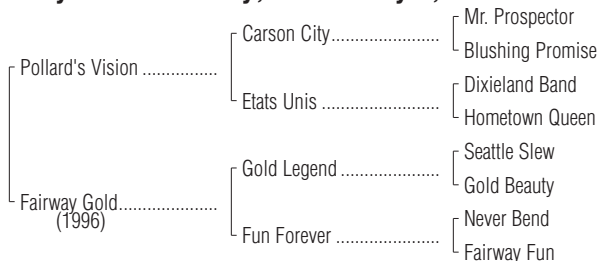 Mr. Prospector
Carson City
Blushing Promise
Pollard's Vision
Dixieland Band
Etats Unis
Hometown Queen
Seattle Slew
Gold Legend
Gold Beauty
Fairway Gold
(1996)
Never Bend
Fun Forever
Fairway Fun